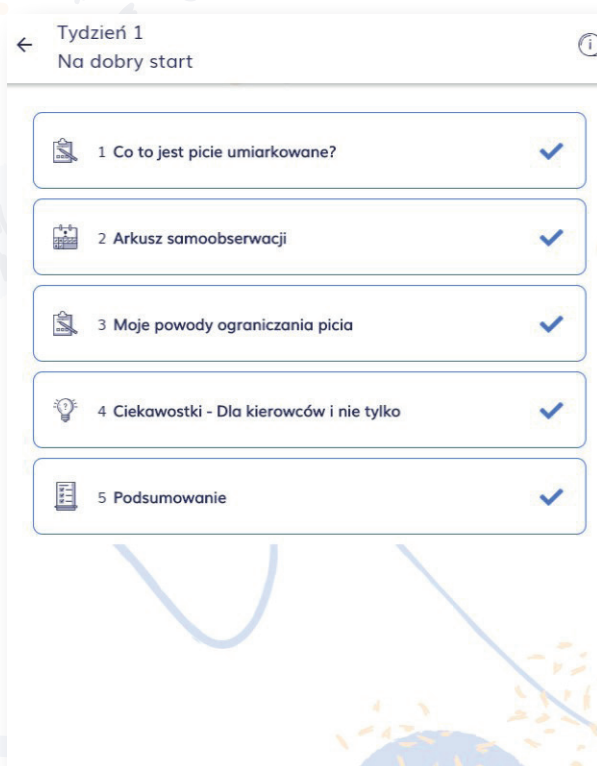 Tydzień 1
Na dobry start
1 Co to jest picie umiarkowane?
2 Arkusz samoobserwacji
3 Moje powody ograniczania picia
4 Ciekawostki - Dla kierowców i nie tylko
5 Podsumowanie